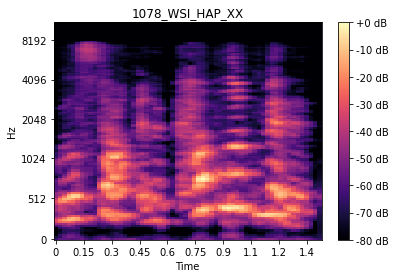 1078_WSI_HAP_XX
8192
4096
2048
1024
512
0
Hz
0 0.15 0.3 0.45 0.6 0.75 0.9 1.1 1.2 1.4
Time
+0 dB
-10 dB
-20 dB
-30 dB
-40 dB
-50 dB
-60 dB
-70 dB
-80 dB